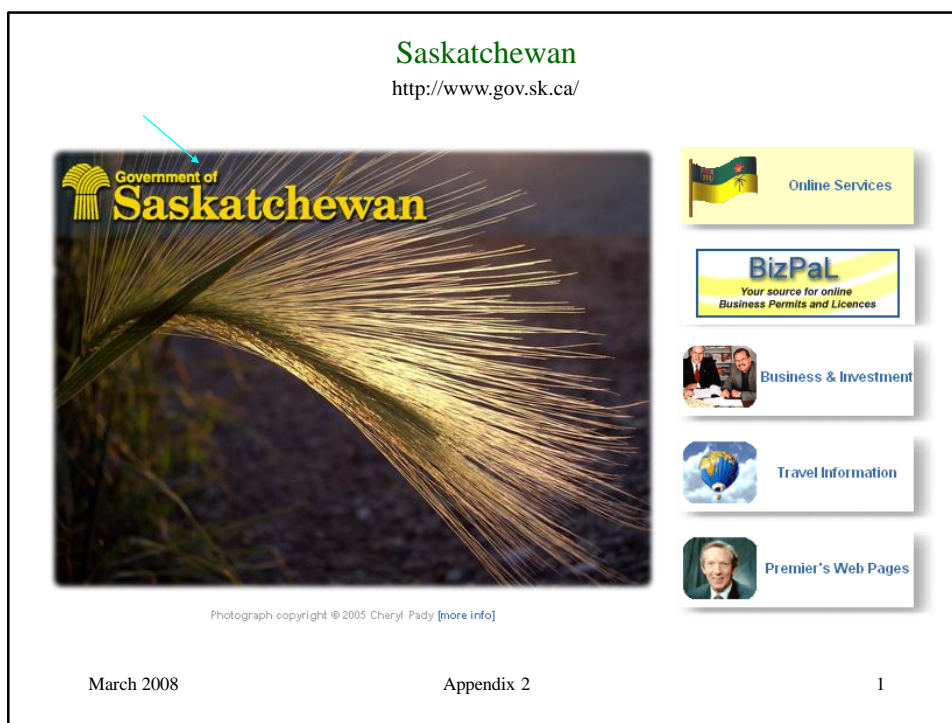 Saskatchewan
http://www.gov.sk.ca/
Government of
Saskatchewan
Online Services
BizPaL
Your source for online
Business Permits and Licences
Business & Investment
Travel Information
Premier's Web Pages
Photograph copyright © 2005 Cheryl Pady [more info]
March 2008 Appendix 2 1